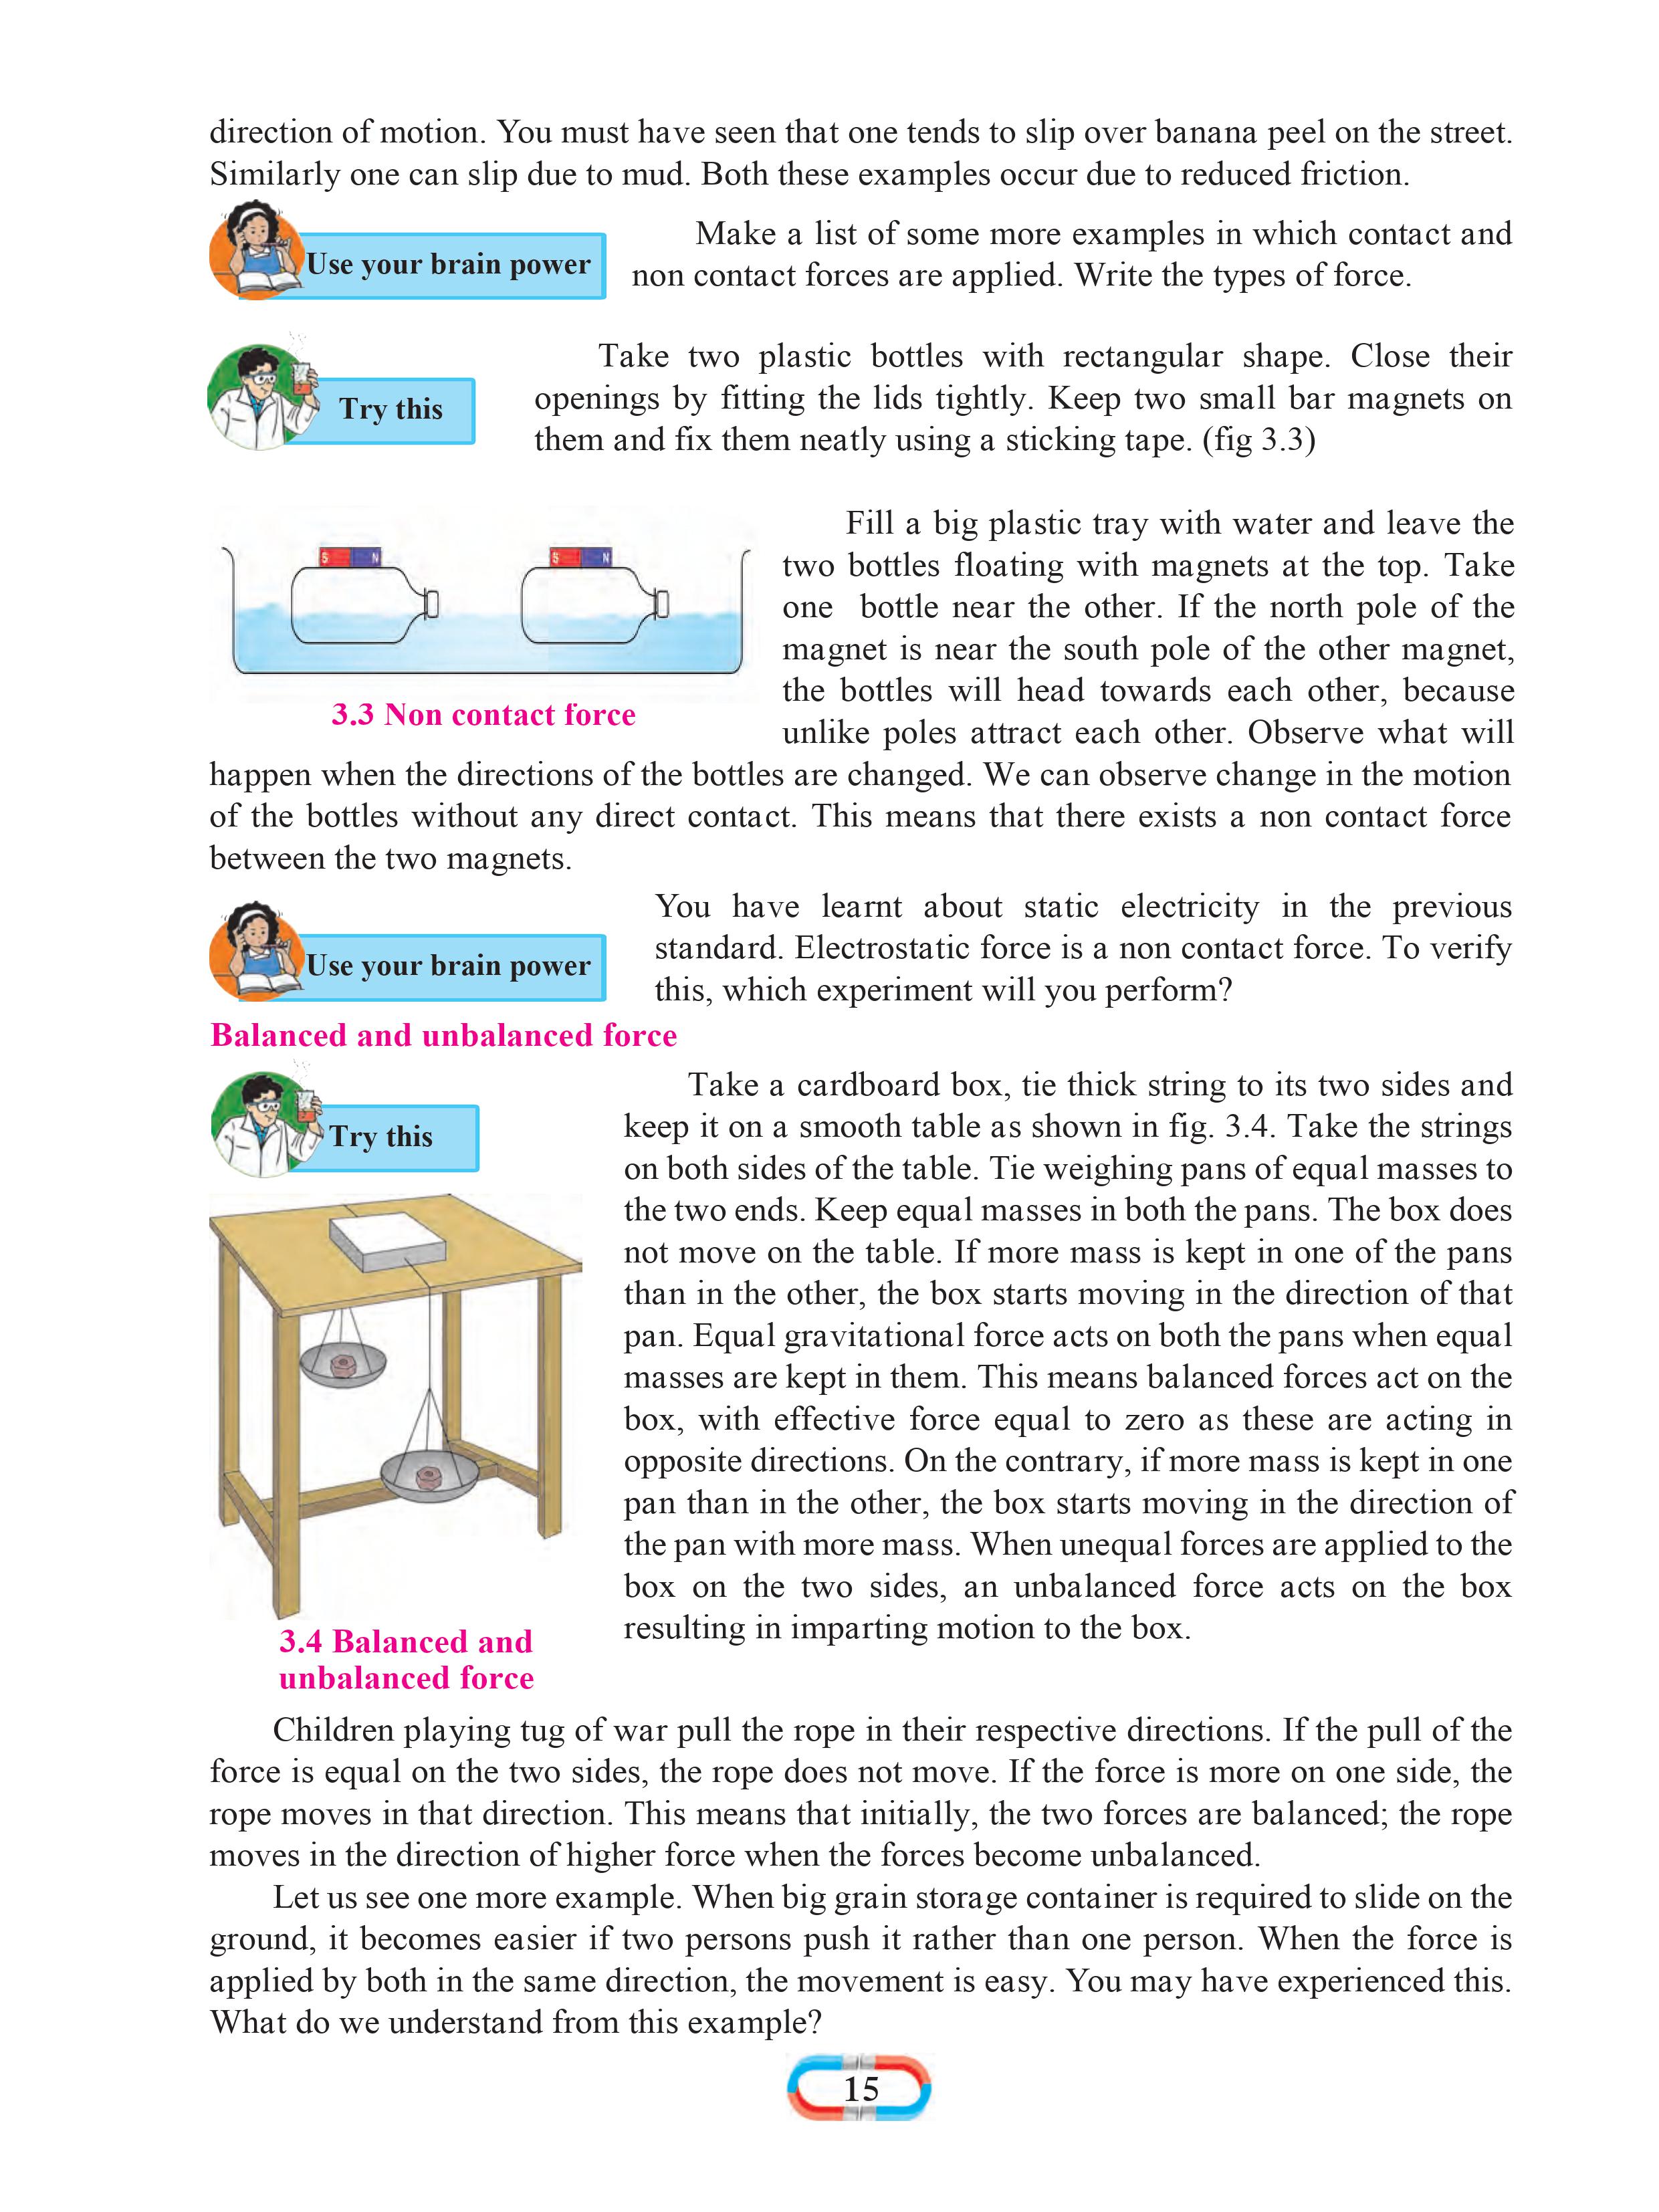 direction of motion. You must have seen that one tends to slip over banana peel on the street.
Similarly one can slip due to mud. Both these examples occur due to reduced friction.
Use your brain power
Make a list of some more examples in which contact and
non contact forces are applied. Write the types of force.
Try this
Take two plastic bottles with rectangular shape. Close their
openings by fitting the lids tightly. Keep two small bar magnets on
them and fix them neatly using a sticking tape. (fig 3.3)
S N S N
3.3 Non contact force
Fill a big plastic tray with water and leave the
two bottles floating with magnets at the top. Take
one bottle near the other. If the north pole of the
magnet is near the south pole of the other magnet,
the bottles will head towards each other, because
unlike poles attract each other. Observe what will
happen when the directions of the bottles are changed. We can observe change in the motion
of the bottles without any direct contact. This means that there exists a non contact force
between the two magnets.
Use your brain power
You have learnt about static electricity in the previous
standard. Electrostatic force is a non contact force. To verify
this, which experiment will you perform?
Balanced and unbalanced force
Try this
Take a cardboard box, tie thick string to its two sides and
keep it on a smooth table as shown in fig. 3.4. Take the strings
on both sides of the table. Tie weighing pans of equal masses to
the two ends. Keep equal masses in both the pans. The box does
not move on the table. If more mass is kept in one of the pans
than in the other, the box starts moving in the direction of that
pan. Equal gravitational force acts on both the pans when equal
masses are kept in them. This means balanced forces act on the
box, with effective force equal to zero as these are acting in
opposite directions. On the contrary, if more mass is kept in one
pan than in the other, the box starts moving in the direction of
the pan with more mass. When unequal forces are applied to the
box on the two sides, an unbalanced force acts on the box
resulting in imparting motion to the box.
3.4 Balanced and
unbalanced force
Children playing tug of war pull the rope in their respective directions. If the pull of the
force is equal on the two sides, the rope does not move. If the force is more on one side, the
rope moves in that direction. This means that initially, the two forces are balanced; the rope
moves in the direction of higher force when the forces become unbalanced.
Let us see one more example. When big grain storage container is required to slide on the
ground, it becomes easier if two persons push it rather than one person. When the force is
applied by both in the same direction, the movement is easy. You may have experienced this.
What do we understand from this example?
15